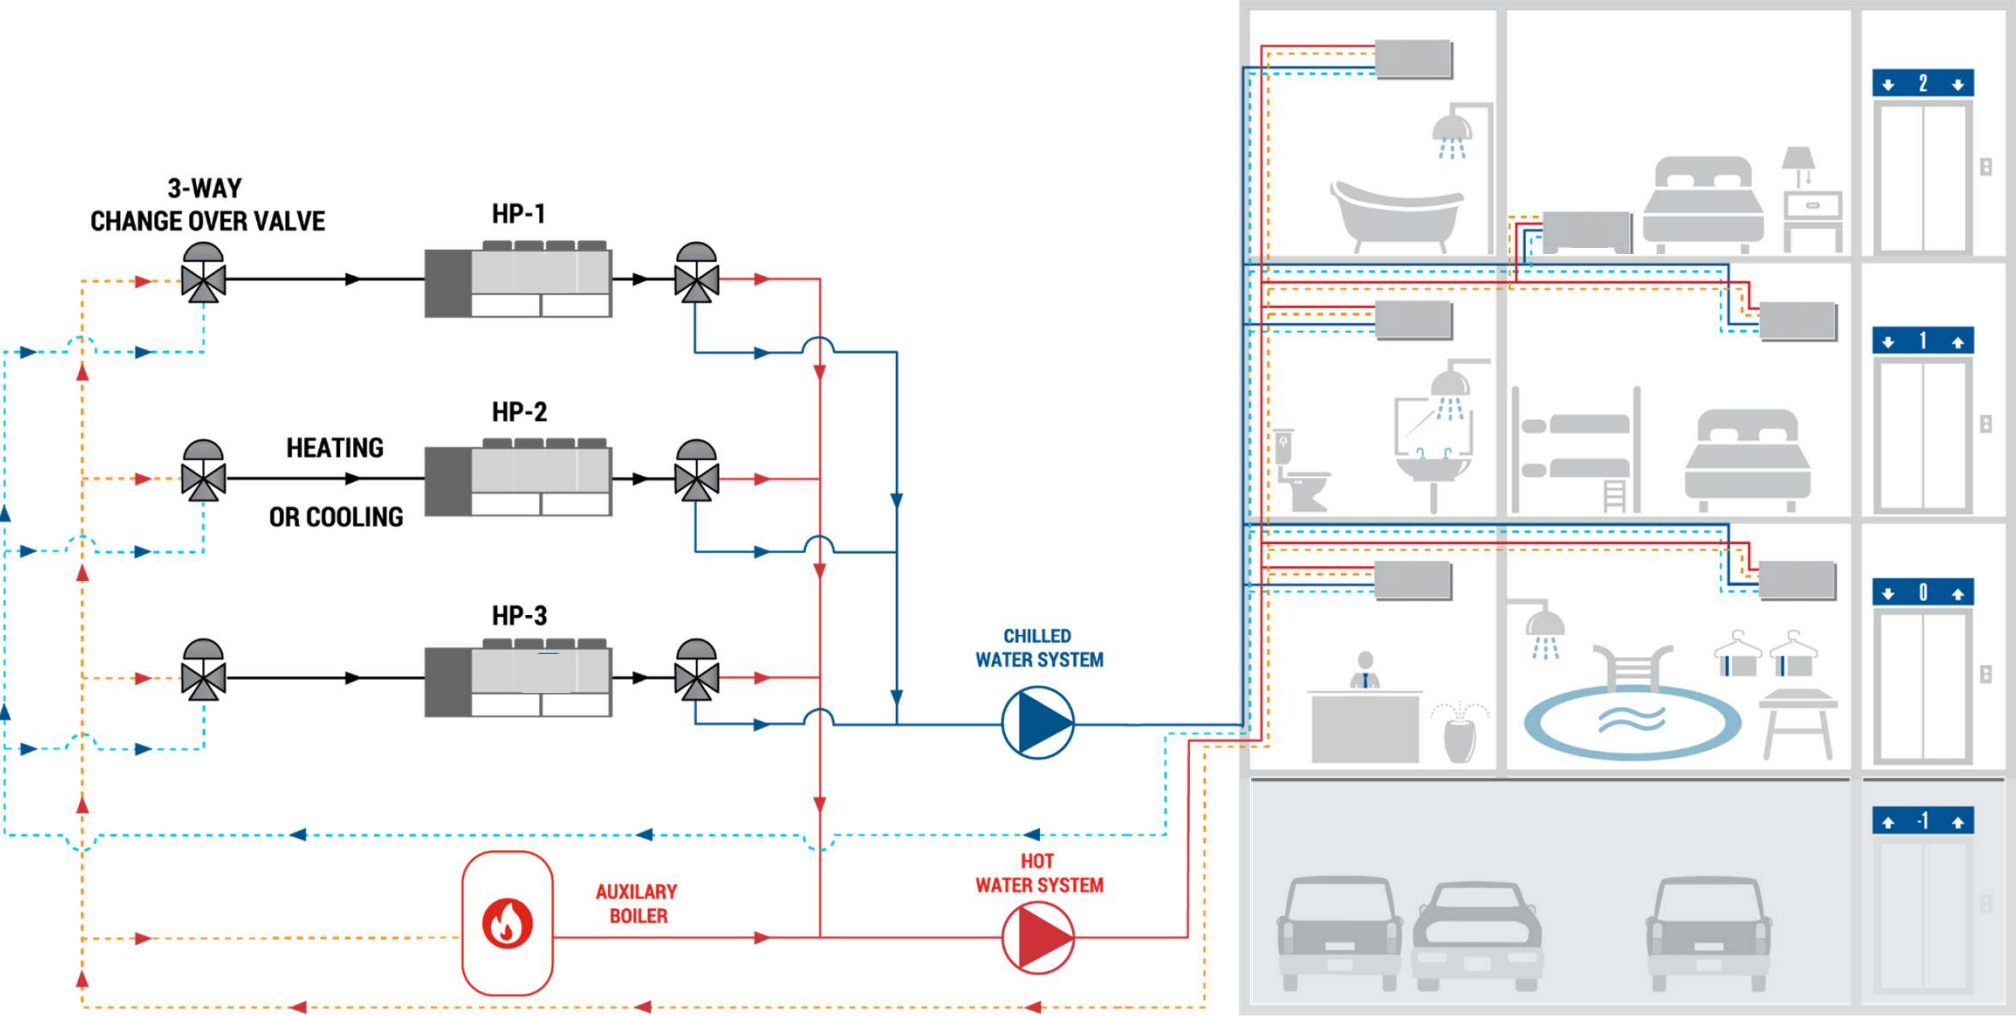 3-WAY
CHANGE OVER VALVE
HP-1
HP-2
HEATING
OR COOLING
HP-3
CHILLED
WATER SYSTEM
HOT
WATER SYSTEM
AUXILARY
BOILER
2
1
0
-1